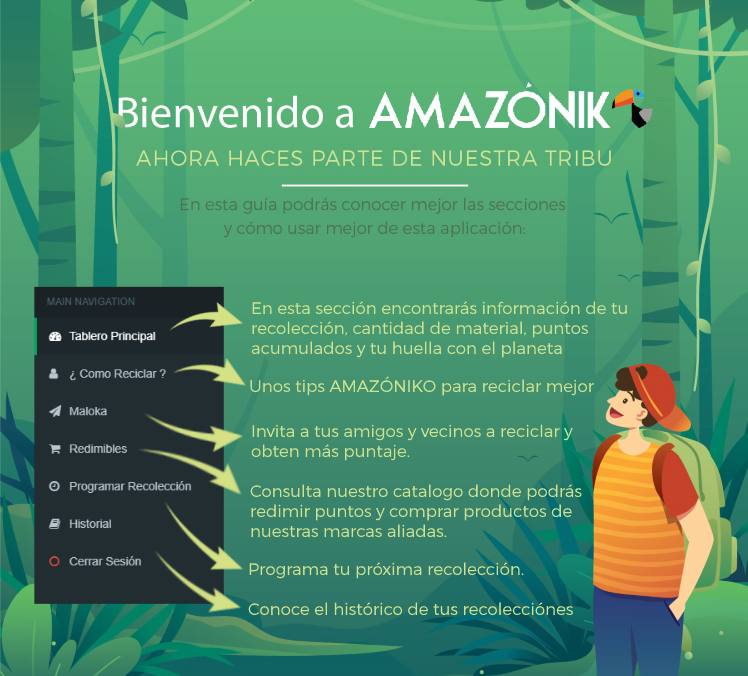 Bienvenido a AMAZÓNIK
AHORA HACES PARTE DE NUESTRA TRIBU
En esta guía podrás conocer mejor las secciones
y cómo usar mejor de esta aplicación:
MAIN NAVIGATION
Tablero Principal
¿ Como Reciclar ?
Maloka
Redimibles
Programar Recolección
Historial
Cerrar Sesión
En esta sección encontrarás información de tu
recolección, cantidad de material, puntos
acumulados y tu huella con el planeta
Unos tips AMAZÓNIKO para reciclar mejor
Invita a tus amigos y vecinos a reciclar y
obten más puntaje.
Consulta nuestro catalogo donde podrás
redimir puntos y comprar productos de
nuestras marcas aliadas.
Programa tu próxima recolección.
Conoce el histórico de tus recolecciónes